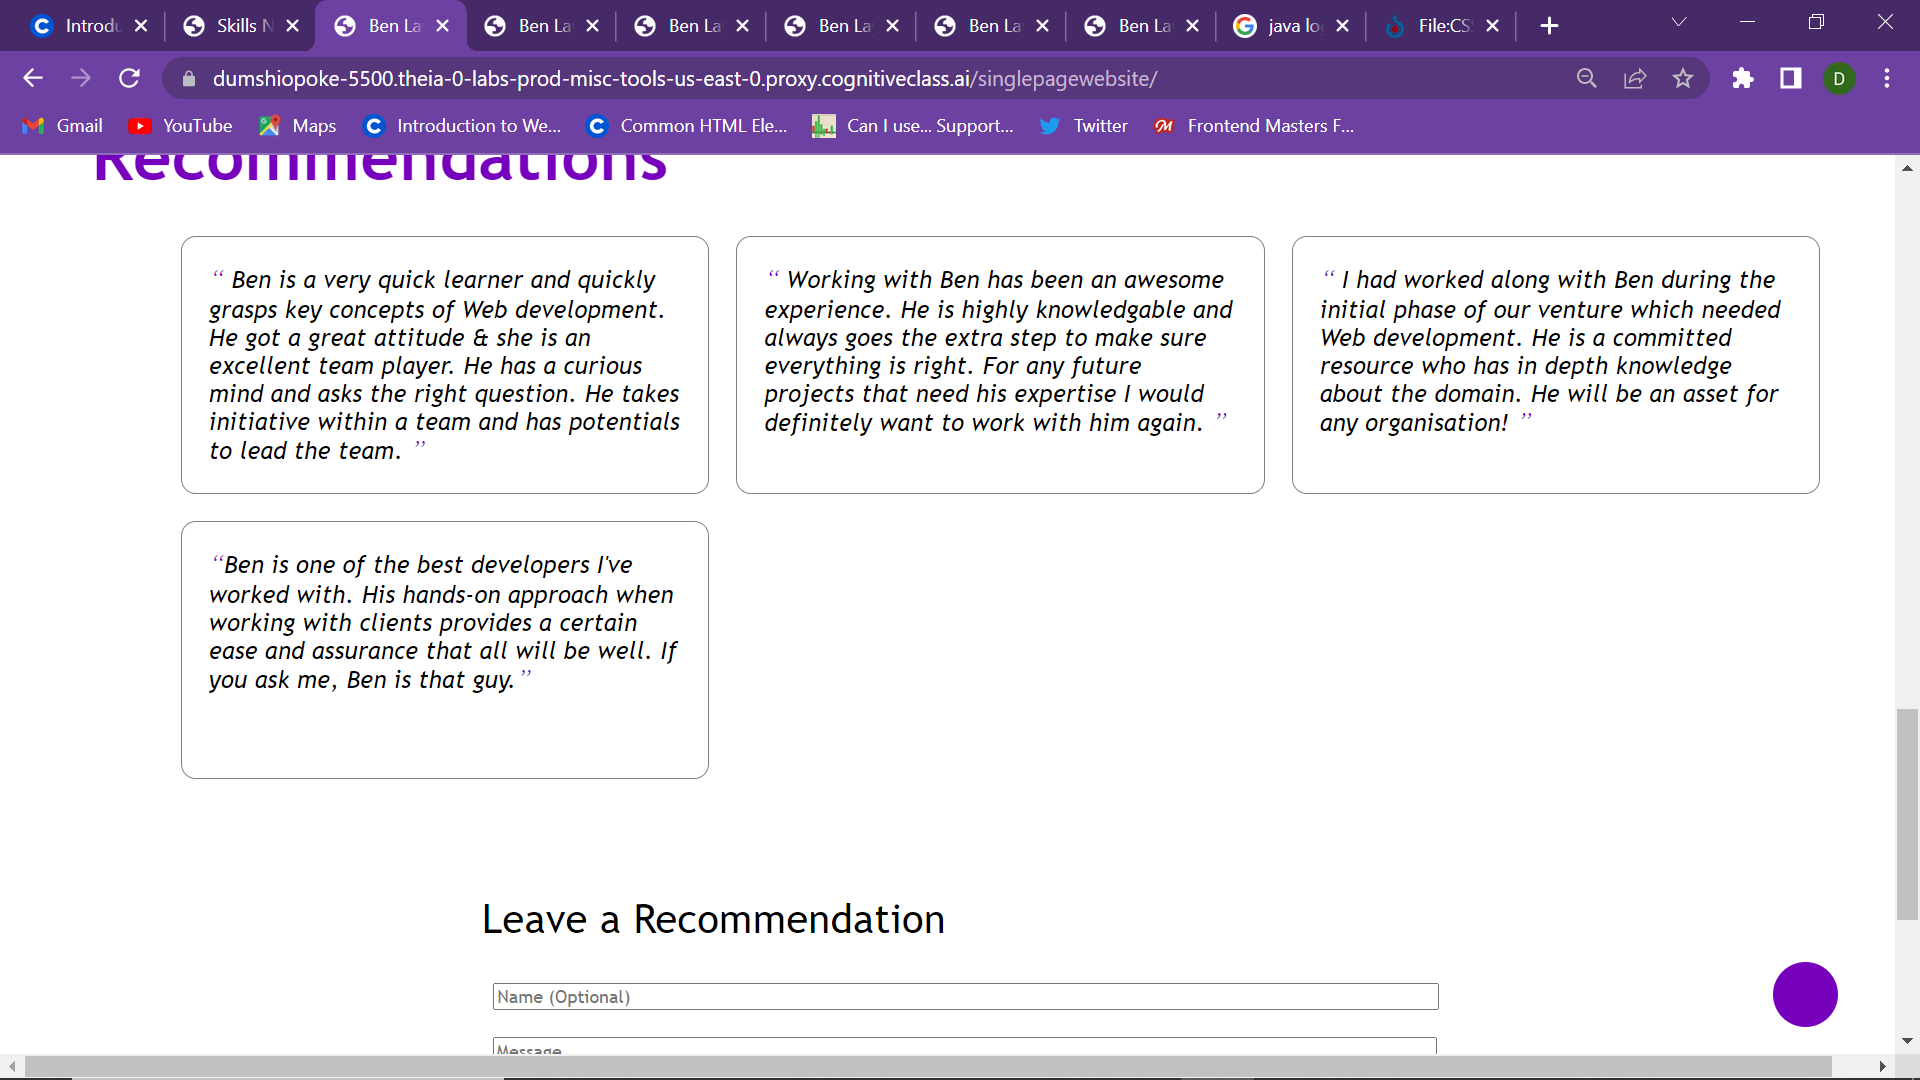 Introdu
Skills N
Ben La
Ben La
Ben La
Ben La
Ben La
Ben La
java lo
File:CS
dumshiopoke-5500.theia-0-labs-prod-misc-tools-us-east-0.proxy.cognitiveclass.ai/singlepagewebsite/
D
Gmail
YouTube
Maps
Introduction to We...
Common HTML Ele...
Can I use... Support...
Twitter
Frontend Masters F...
Recommendations
“ Ben is a very quick learner and quickly
grasps key concepts of Web development.
He got a great attitude & she is an
excellent team player. He has a curious
mind and asks the right question. He takes
initiative within a team and has potentials
to lead the team. ”
“ Working with Ben has been an awesome
experience. He is highly knowledgable and
always goes the extra step to make sure
everything is right. For any future
projects that need his expertise I would
definitely want to work with him again. ”
“ I had worked along with Ben during the
initial phase of our venture which needed
Web development. He is a committed
resource who has in depth knowledge
about the domain. He will be an asset for
any organisation! ”
“Ben is one of the best developers I've
worked with. His hands-on approach when
working with clients provides a certain
ease and assurance that all will be well. If
you ask me, Ben is that guy.”
Leave a Recommendation
Name (Optional)
Message